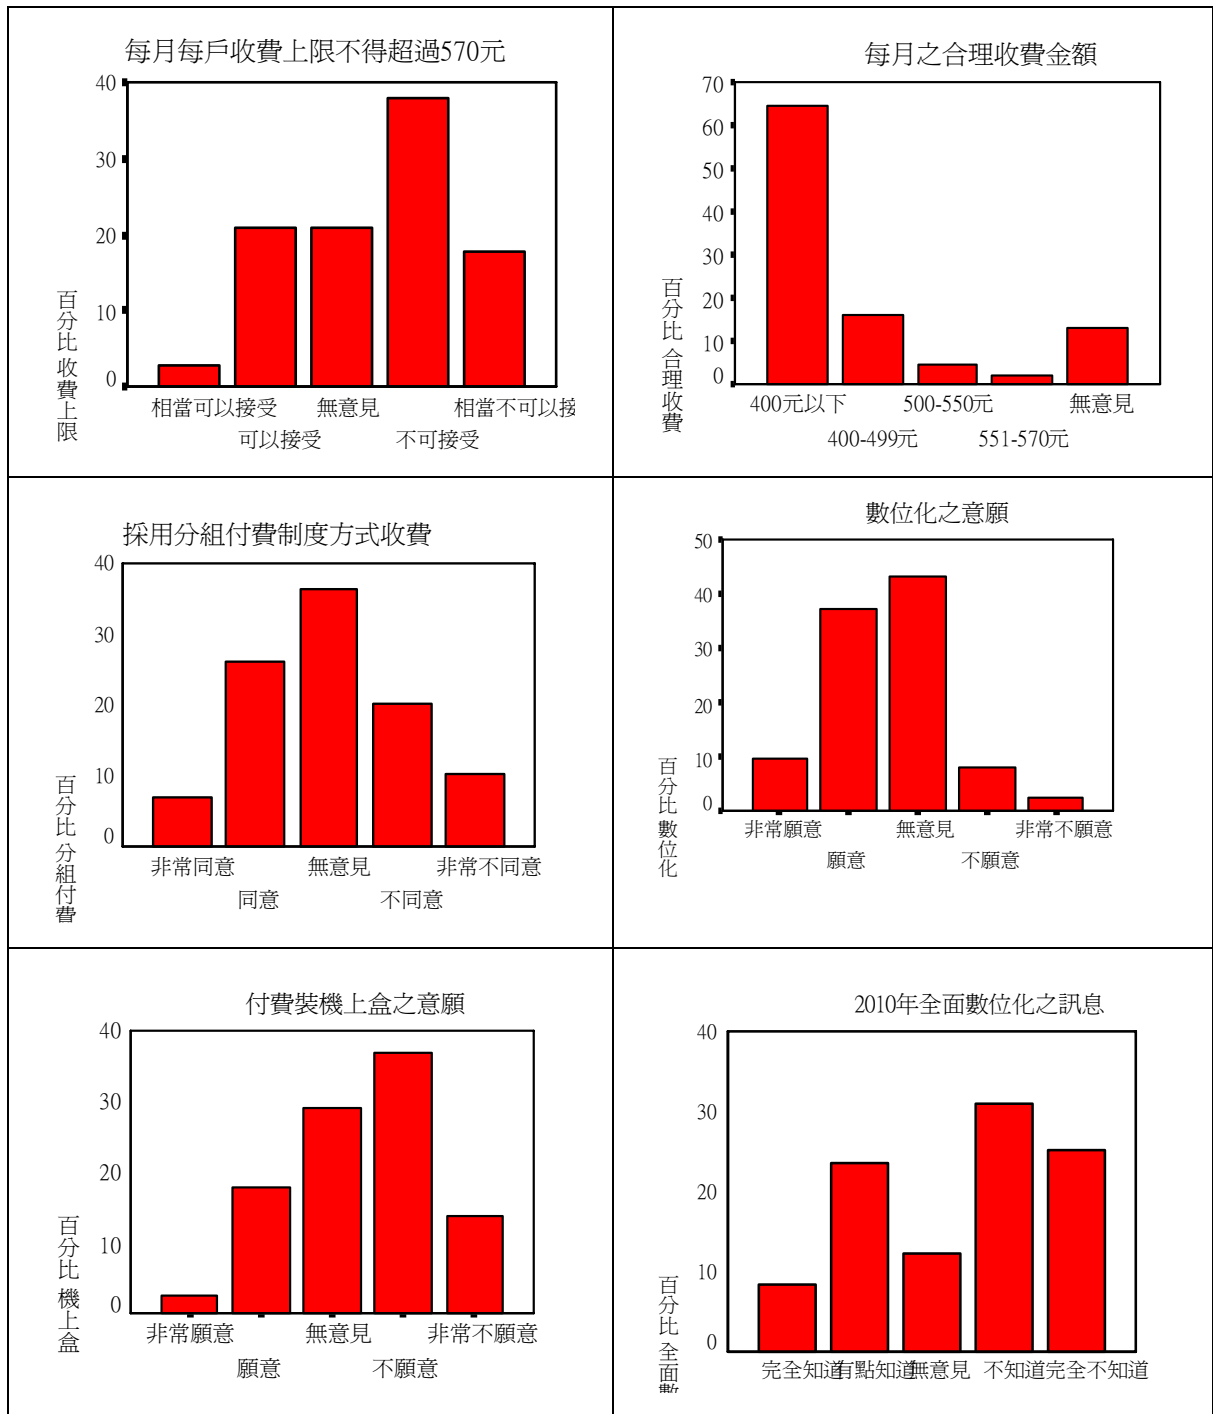 每月每戶收費上限不得超過570元
40
30
20
10
0
百分比 收費上限
相當可以接受 無意見 相當不可以接
可以接受 不可接受
每月之合理收費金額
70
60
50
40
30
20
10
0
百分比 合理收費
400元以下 500-550元 無意見
400-499元 551-570元
採用分組付費制度方式收費
40
30
20
10
0
百分比 分組付費
非常同意 無意見 非常不同意
同意 不同意
數位化之意願
50
40
30
20
10
0
百分比 數位化
非常願意 無意見 非常不願意
願意 不願意
付費裝機上盒之意願
40
30
20
10
0
百分比 機上盒
非常願意 無意見 非常不願意
願意 不願意
2010年全面數位化之訊息
40
30
20
10
0
百分比 全面數
完全知道 有點知道 無意見 不知道 完全不知道